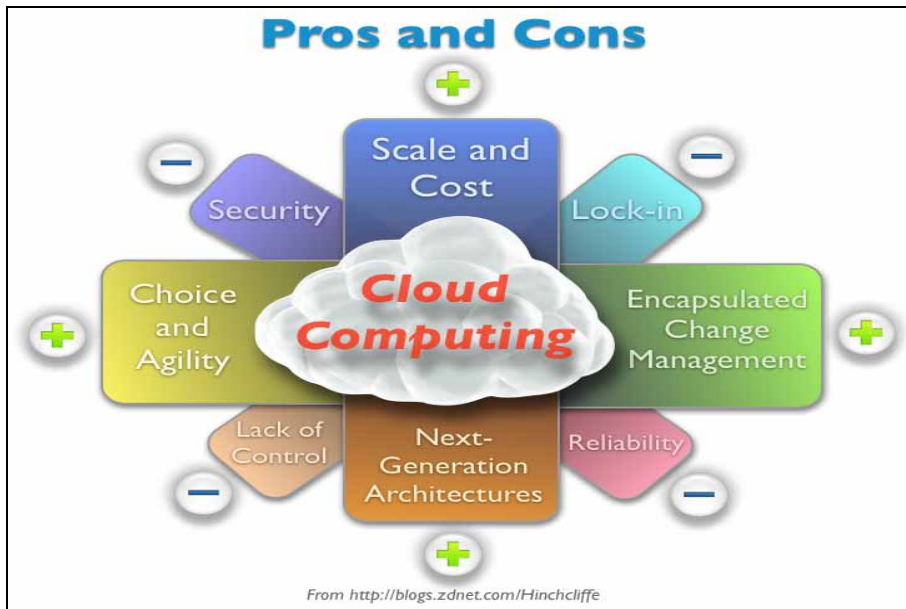 Pros and Cons
Scale and
Cost
Security
Lock-in
Choice
and
Agility
Cloud
Computing
Encapsulated
Change
Management
Lack of
Control
Next-
Generation
Architectures
Reliability
From http://blogs.zdnet.com/Hinchcliffe